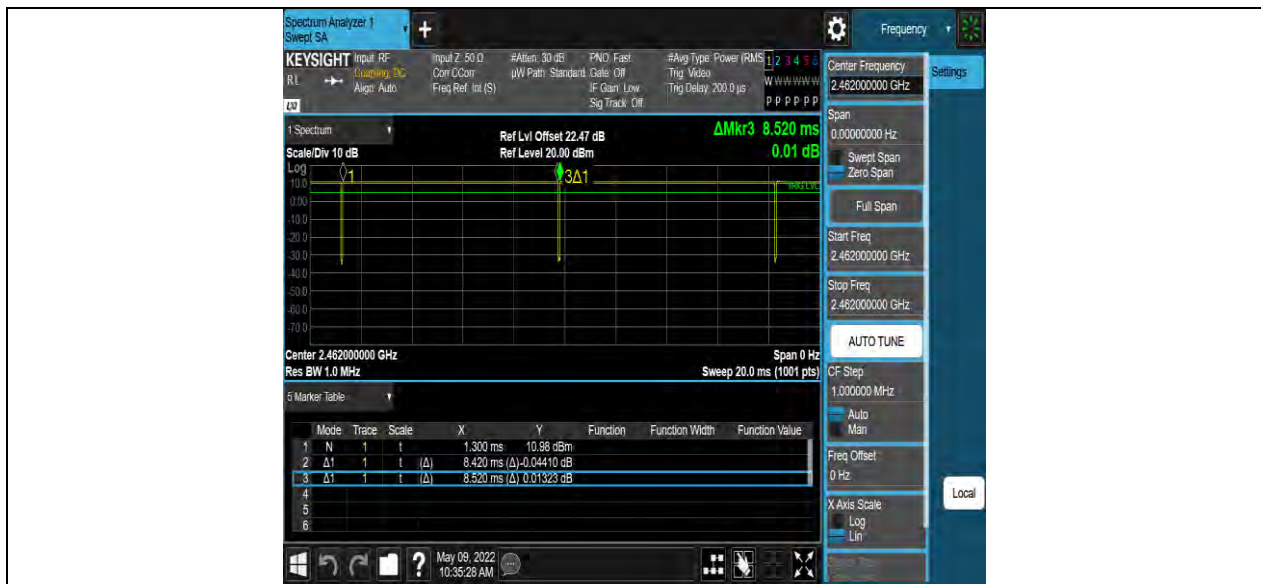 Spectrum Analyzer 1
Swept SA
+
Frequency
KEYSIGHT Input: RF Input Z: 50 Ω #Atten: 30 dB PNO: Fast #Avg Type: Power (RMS 1 2 3 4 5 6
RL Coupling: DC Corr CCorr µW Path: Standard Gate: Off Trig: Video W W W W W W
Align: Auto Freq Ref: Int (S) IF Gain: Low Trig Delay: 200.0 µs
LXI Sig Track: Off P P P P P P
Center Frequency
2.462000000 GHz
Settings
1 Spectrum
Ref Lvl Offset 22.47 dB ΔMkr3 8.520 ms
Scale/Div 10 dB Ref Level 20.00 dBm 0.01 dB
Log
1
3Δ1
TRIG LVL
10.0
0.00
-10.0
-20.0
-30.0
-40.0
-50.0
-60.0
-70.0
Center 2.462000000 GHz Span 0 Hz
Res BW 1.0 MHz Sweep 20.0 ms (1001 pts)
Span
0.00000000 Hz
Swept Span
Zero Span
Full Span
Start Freq
2.462000000 GHz
Stop Freq
2.462000000 GHz
AUTO TUNE
CF Step
1.000000 MHz
Auto
Man
Freq Offset
0 Hz
X Axis Scale
Log
Lin
Local
5 Marker Table
Mode Trace Scale X Y Function Function Width Function Value
1 N 1 t 1.300 ms 10.98 dBm
2 Δ1 1 t (Δ) 8.420 ms (Δ) -0.04410 dB
3 Δ1 1 t (Δ) 8.520 ms (Δ) 0.01323 dB
4
5
6
?
May 09, 2022
10:35:28 AM